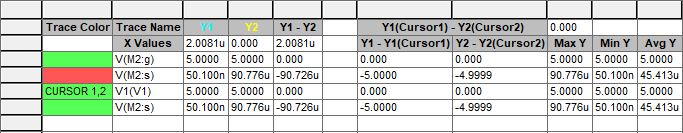 Trace Color Trace Name Y1 Y2 Y1 - Y2 Y1(Cursor1) - Y2(Cursor2) 0.000
X Values 2.0081u 0.000 2.0081u Y1 - Y1(Cursor1) Y2 - Y2(Cursor2) Max Y Min Y Avg Y
V(M2:g) 5.0000 5.0000 0.000 0.000 0.000 5.0000 5.0000 5.0000
V(M2:s) 50.100n 90.776u -90.726u -5.0000 -4.9999 90.776u 50.100n 45.413u
CURSOR 1,2 V1(V1) 5.0000 5.0000 0.000 0.000 0.000 5.0000 5.0000 5.0000
V(M2:s) 50.100n 90.776u -90.726u -5.0000 -4.9999 90.776u 50.100n 45.413u